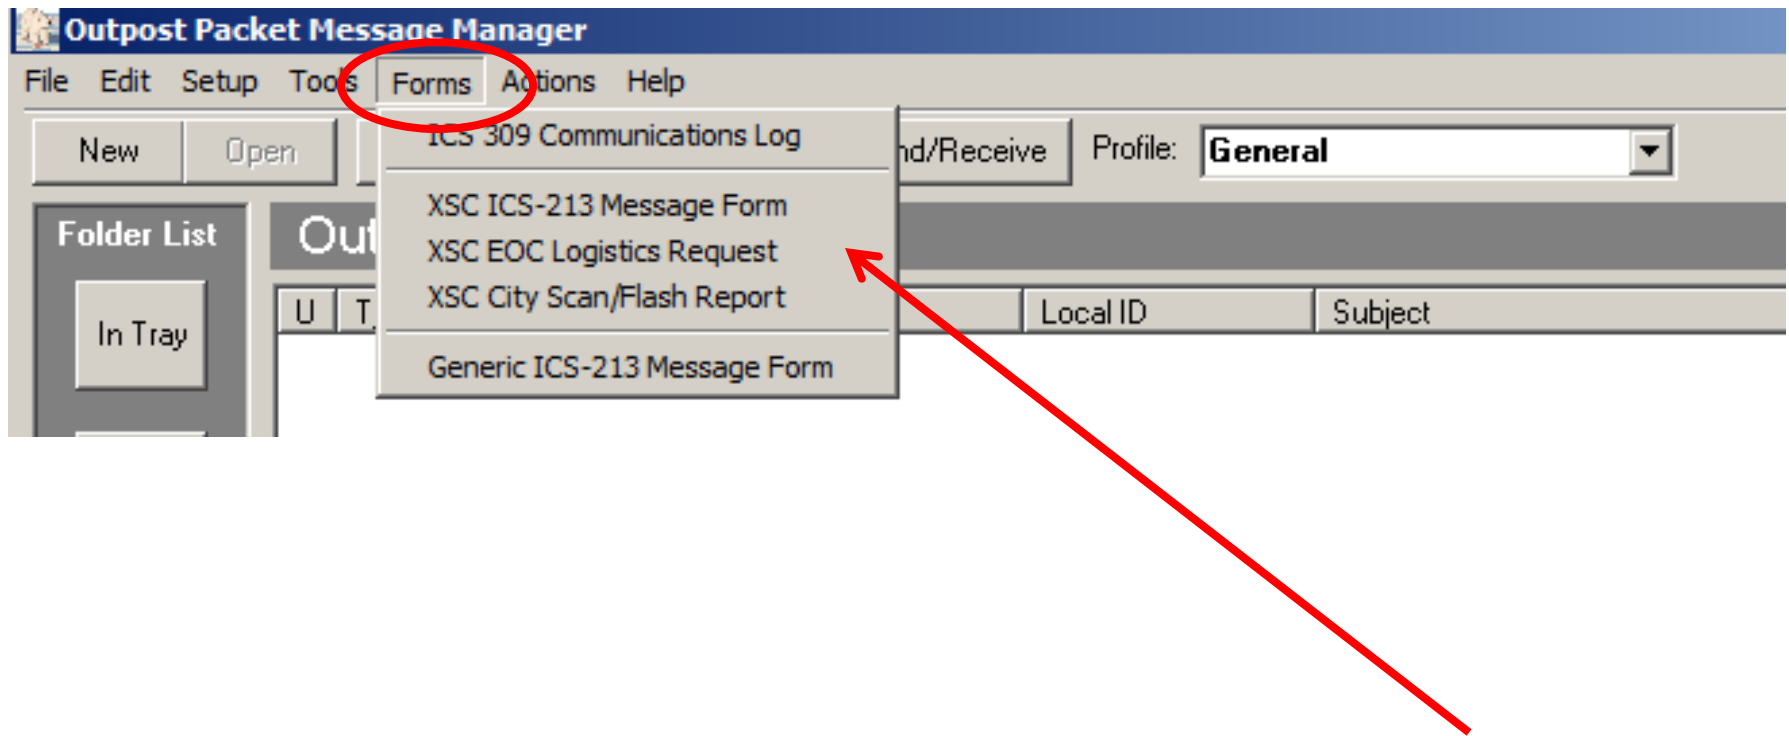 Outpost Packet Message Manager
File Edit Setup Tools Forms Actions Help
New Open nd/Receive Profile: General
ICS 309 Communications Log
XSC ICS-213 Message Form
XSC EOC Logistics Request
XSC City Scan/Flash Report
Generic ICS-213 Message Form
Folder List
Out
In Tray
U T Local ID Subject